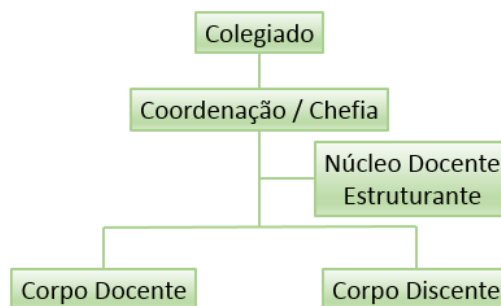 Colegiado
Coordenação / Chefia
Núcleo Docente
Estruturante
Corpo Docente
Corpo Discente